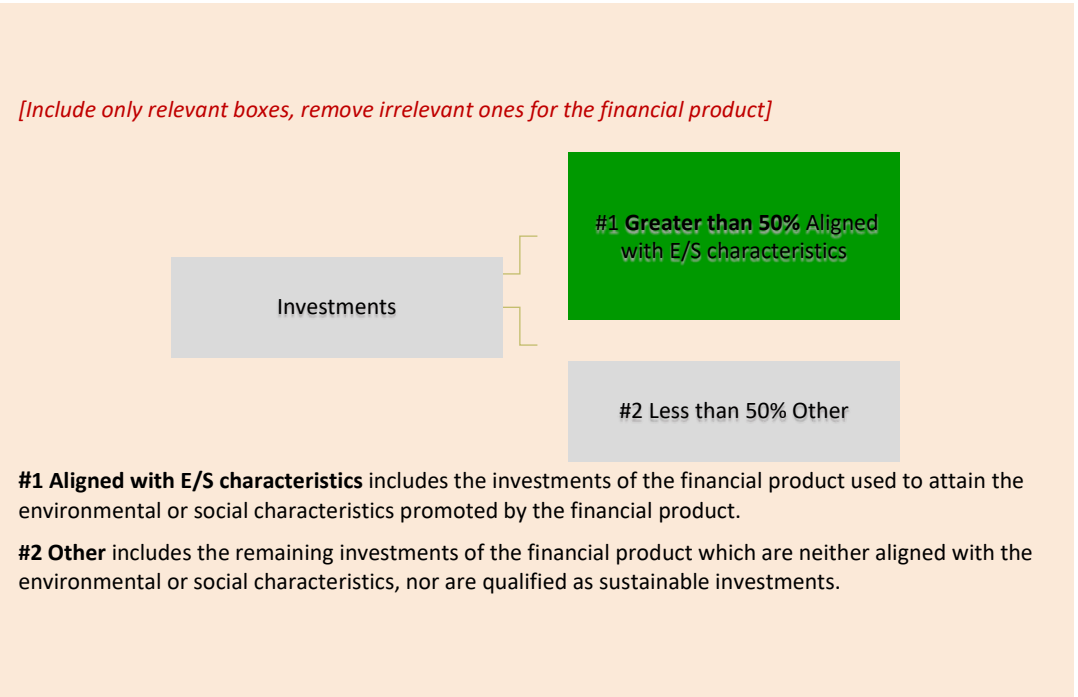 [Include only relevant boxes, remove irrelevant ones for the financial product]
#1 Greater than 50% Aligned
with E/S characteristics
Investments
#2 Less than 50% Other
#1 Aligned with E/S characteristics includes the investments of the financial product used to attain the
environmental or social characteristics promoted by the financial product.
#2 Other includes the remaining investments of the financial product which are neither aligned with the
environmental or social characteristics, nor are qualified as sustainable investments.